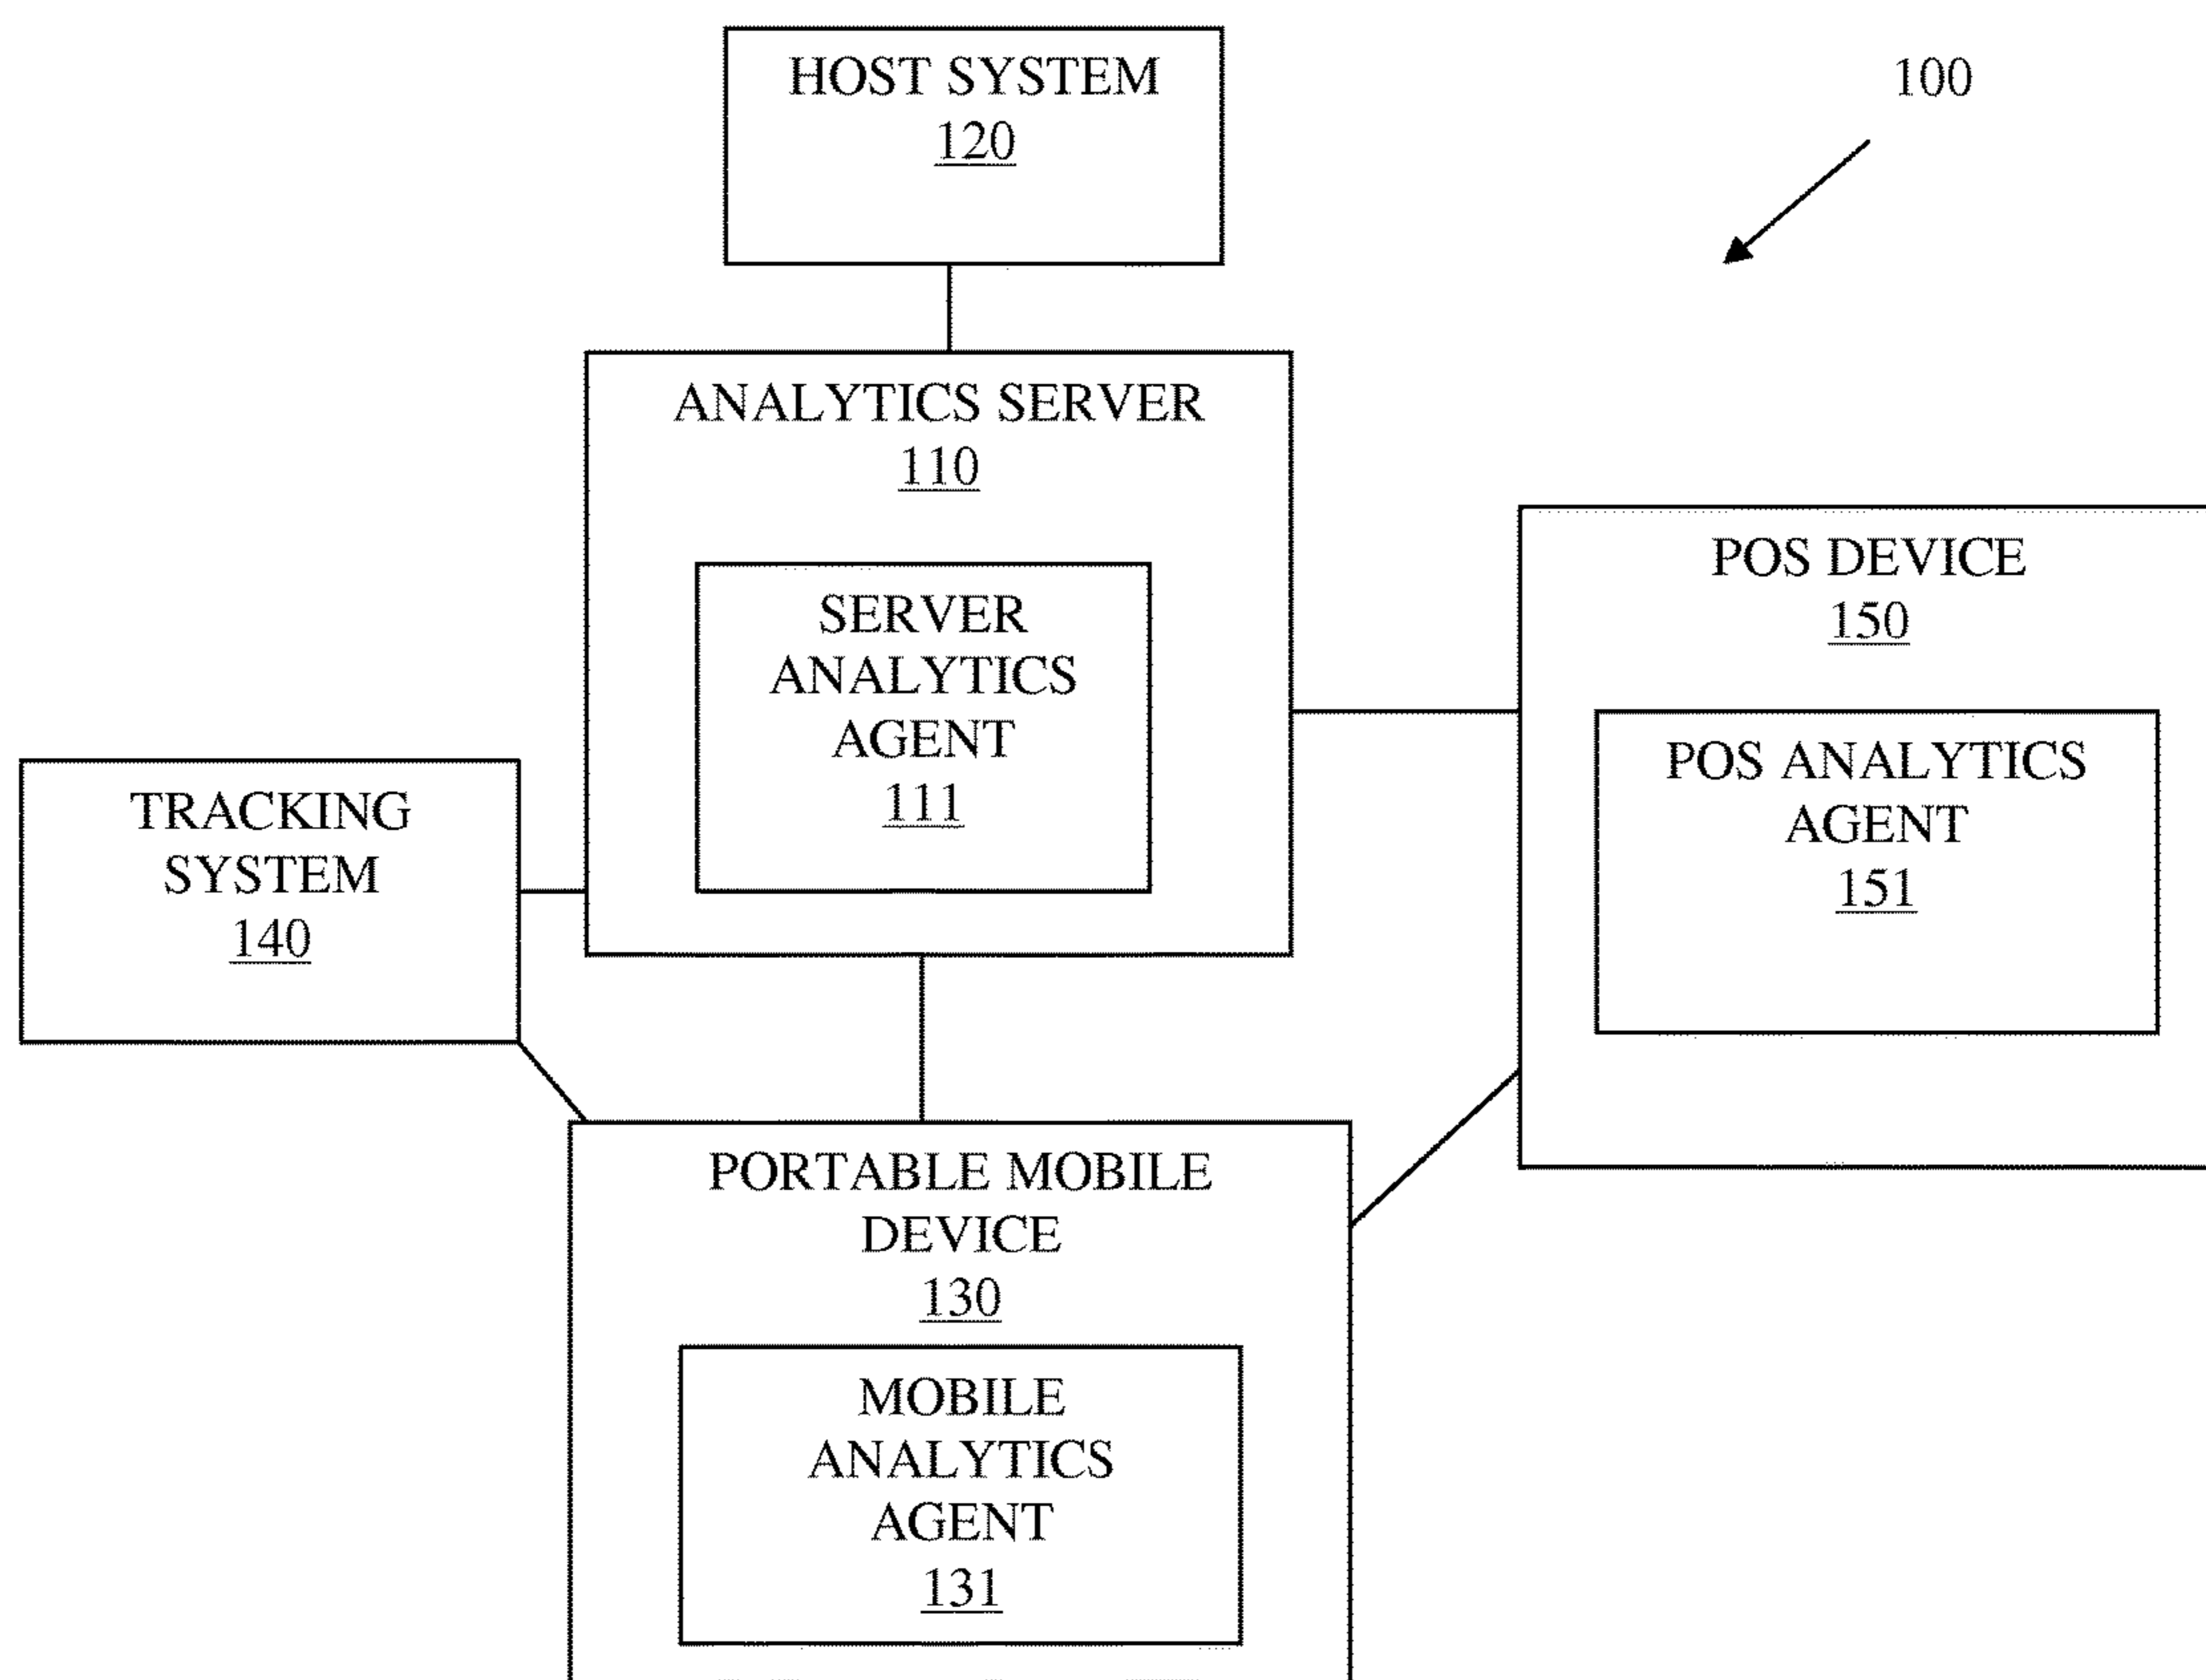 HOST SYSTEM
120
100
ANALYTICS SERVER
110
SERVER
ANALYTICS
AGENT
111
POS DEVICE
150
POS ANALYTICS
AGENT
151
TRACKING
SYSTEM
140
PORTABLE MOBILE
DEVICE
130
MOBILE
ANALYTICS
AGENT
131